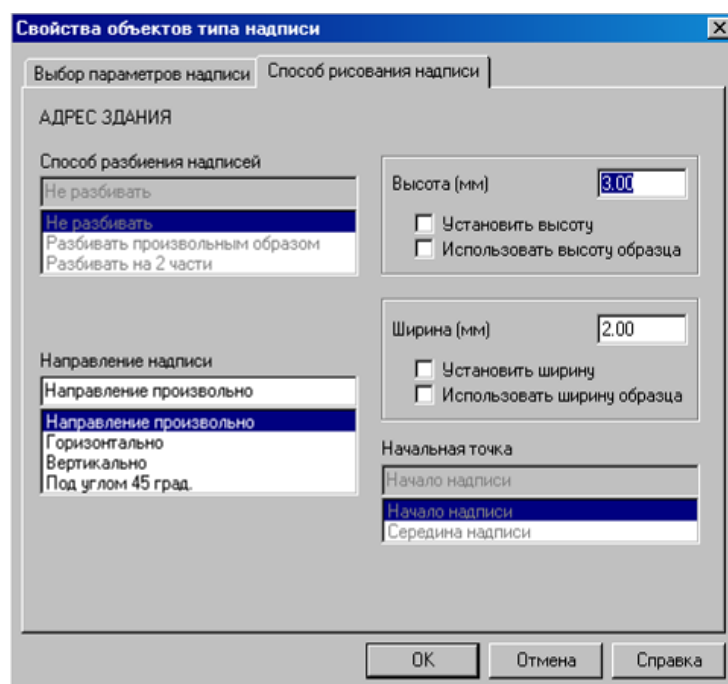 Свойства объектов типа надписи
Выбор параметров надписи
Способ рисования надписи
АДРЕС ЗДАНИЯ
Способ разбиения надписей
Не разбивать
Не разбивать
Разбивать произвольным образом
Разбивать на 2 части
Направление надписи
Направление произвольно
Направление произвольно
Горизонтально
Вертикально
Под углом 45 град.
Высота (мм)
3.00
Установить высоту
Использовать высоту образца
Ширина (мм)
2.00
Установить ширину
Использовать ширину образца
Начальная точка
Начало надписи
Начало надписи
Середина надписи
OK
Отмена
Справка